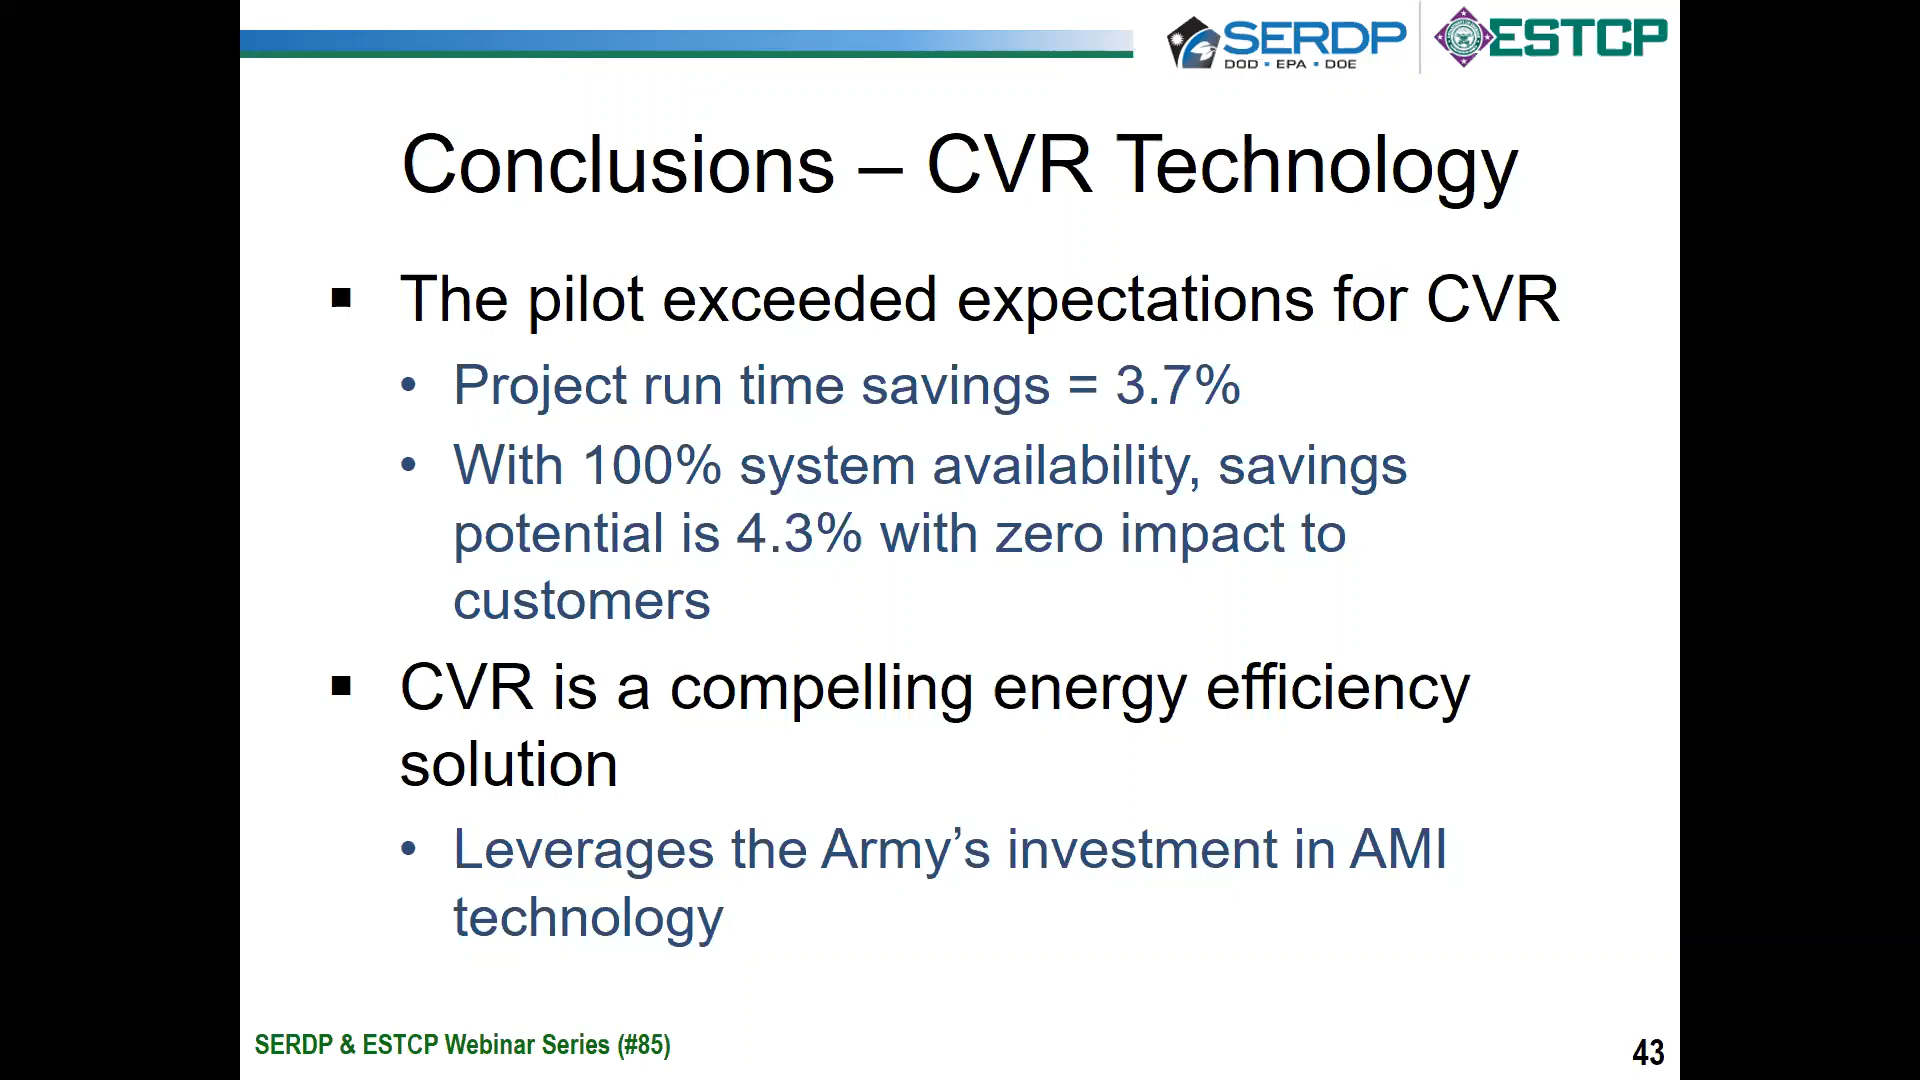 SERDP
DOD • EPA • DOE
ESTCP
Conclusions – CVR Technology
▪ The pilot exceeded expectations for CVR
• Project run time savings = 3.7%
• With 100% system availability, savings
potential is 4.3% with zero impact to
customers
▪ CVR is a compelling energy efficiency
solution
• Leverages the Army’s investment in AMI
technology
SERDP & ESTCP Webinar Series (#85)
43